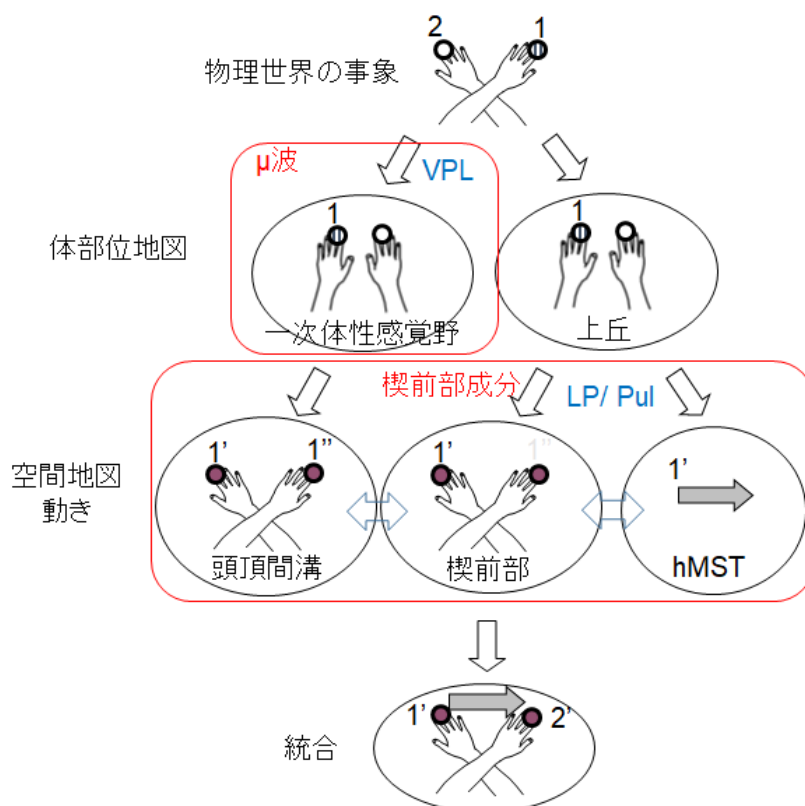 2 1
物理世界の事象
μ波
VPL
体部位地図
1
一次体性感覚野
1
上丘
楔前部成分
LP/ Pul
空間地図
動き
1’ 1”
頭頂間溝
1’ 1”
楔前部
1’
hMST
統合
1’ 2’